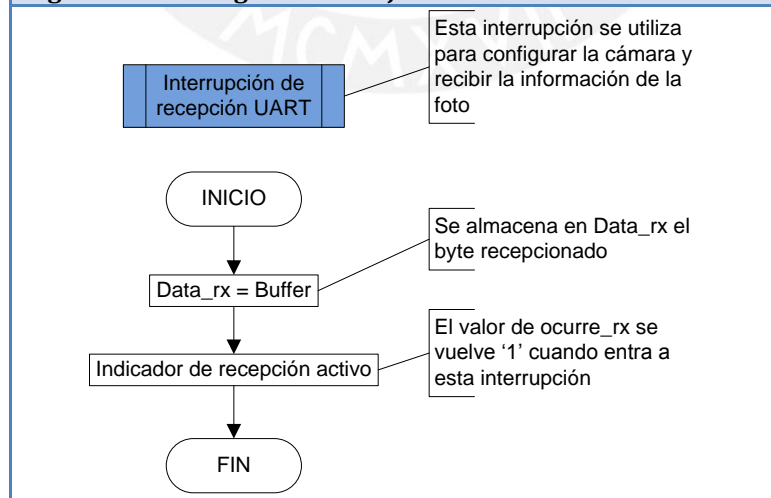 Esta interrupción se utiliza
para configurar la cámara y
recibir la información de la
foto
Interrupción de
recepción UART
INICIO
Se almacena en Data_rx el
byte recepcionado
Data_rx = Buffer
El valor de ocurre_rx se
vuelve ‘1’ cuando entra a
esta interrupción
Indicador de recepción activo
FIN